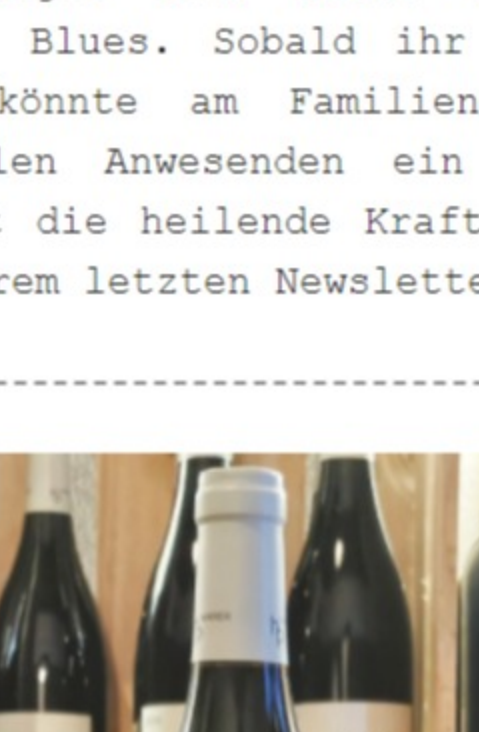 Blues. Sobald ihr
könnte am Familien
len Anwesenden ein
die heilende Kraft
rem letzten Newslette